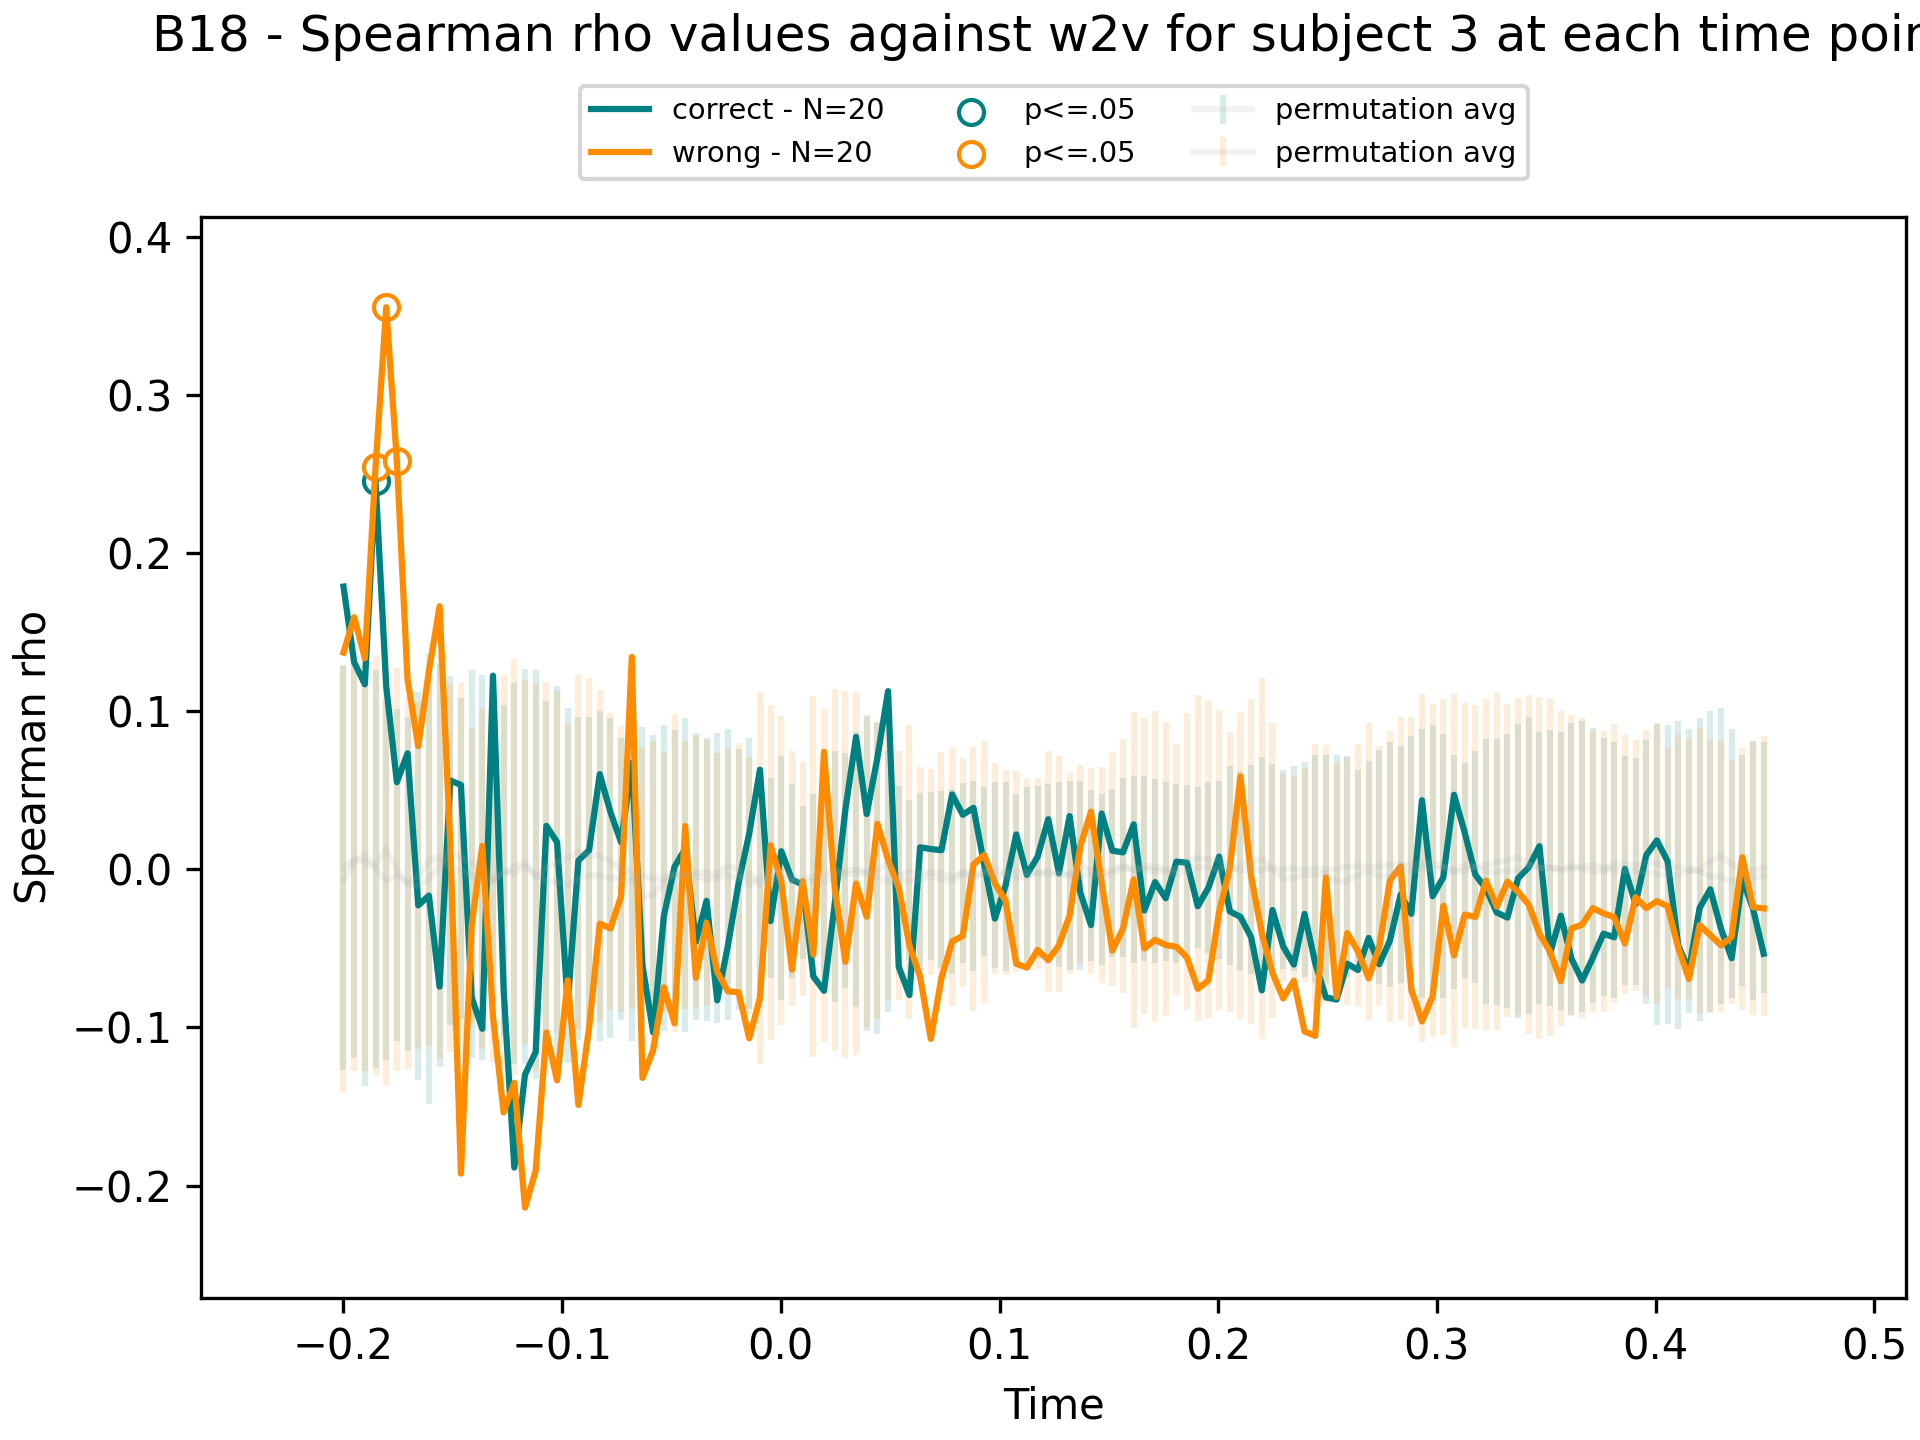 B18 - Spearman rho values against w2v for subject 3 at each time
correct - N=20 p<=.05 permutation avg
wrong - N=20 p<=.05 permutation avg
0.4
0.3
0.2
0.1
0.0
−0.1
−0.2
Spearman rho
−0.2 −0.1 0.0 0.1 0.2 0.3 0.4 0.5
Time